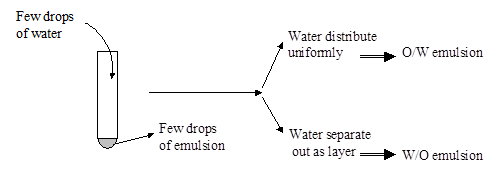 Few drops
of water
Water distribute
uniformly
O/W emulsion
Few drops
of emulsion
Water separate
out as layer
W/O emulsion